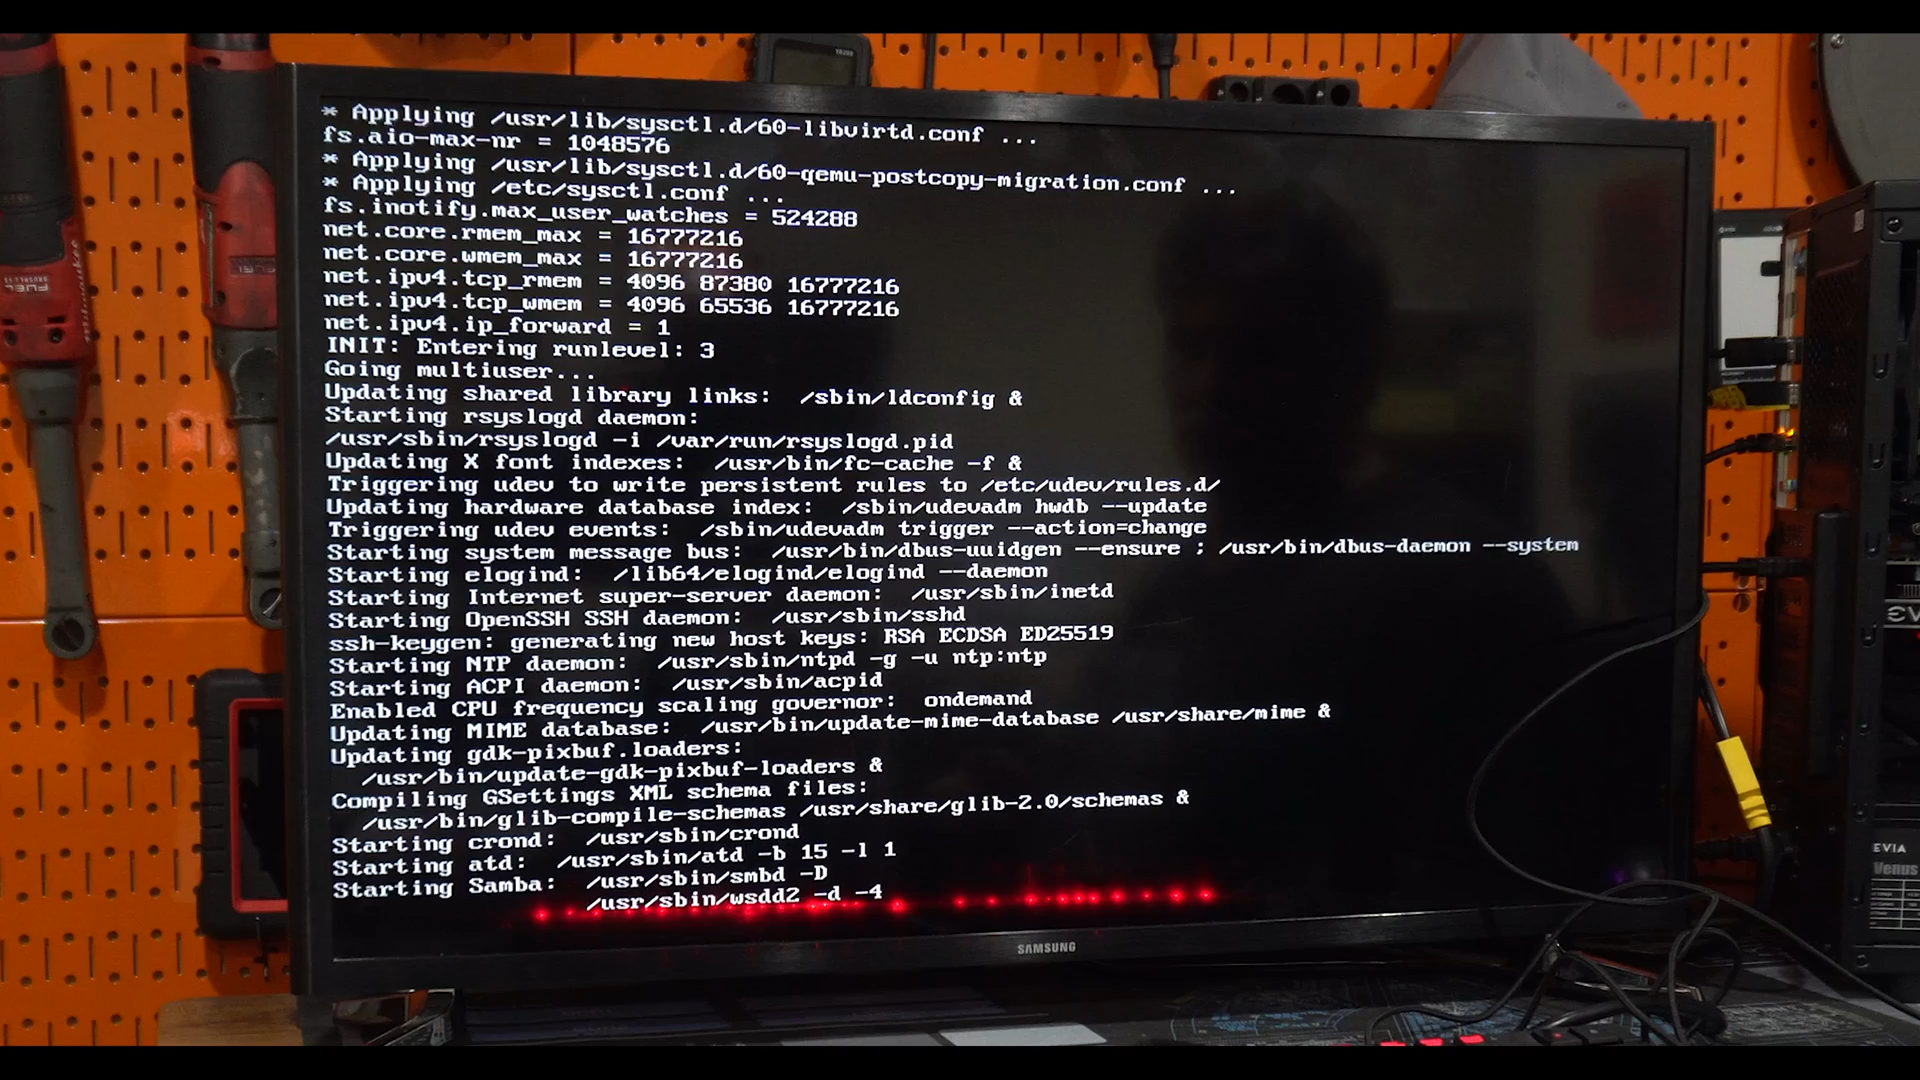 * Applying /usr/lib/sysctl.d/60-libvirtd.conf ...
fs.aio-max-nr = 1048576
* Applying /usr/lib/sysctl.d/60-qemu-postcopy-migration.conf ...
* Applying /etc/sysctl.conf ...
fs.inotify.max_user_watches = 524288
net.core.rmem_max = 16777216
net.core.wmem_max = 16777216
net.ipv4.tcp_rmem = 4096 87380 16777216
net.ipv4.tcp_wmem = 4096 65536 16777216
net.ipv4.ip_forward = 1
INIT: Entering runlevel: 3
Going multiuser...
Updating shared library links:  /sbin/ldconfig &
Starting rsyslogd daemon:
/usr/sbin/rsyslogd -i /var/run/rsyslogd.pid
Updating X font indexes:  /usr/bin/fc-cache -f &
Triggering udev to write persistent rules to /etc/udev/rules.d/
Updating hardware database index:  /sbin/udevadm hwdb --update
Triggering udev events:  /sbin/udevadm trigger --action=change
Starting system message bus:  /usr/bin/dbus-uuidgen --ensure ; /usr/bin/dbus-daemon --system
Starting elogind:  /lib64/elogind/elogind --daemon
Starting Internet super-server daemon:  /usr/sbin/inetd
Starting OpenSSH SSH daemon:  /usr/sbin/sshd
ssh-keygen: generating new host keys: RSA ECDSA ED25519
Starting NTP daemon:  /usr/sbin/ntpd -g -u ntp:ntp
Starting ACPI daemon:  /usr/sbin/acpid
Enabled CPU frequency scaling governor:  ondemand
Updating MIME database:  /usr/bin/update-mime-database /usr/share/mime &
Updating gdk-pixbuf.loaders:
/usr/bin/update-gdk-pixbuf-loaders &
Compiling GSettings XML schema files:
/usr/bin/glib-compile-schemas /usr/share/glib-2.0/schemas &
Starting crond:  /usr/sbin/crond
Starting atd:  /usr/sbin/atd -b 15 -l 1
Starting Samba:  /usr/sbin/smbd -D
/usr/sbin/wsdd2 -d -4
SAMSUNG
FUEL
Milwaukee
EVIA
Venus